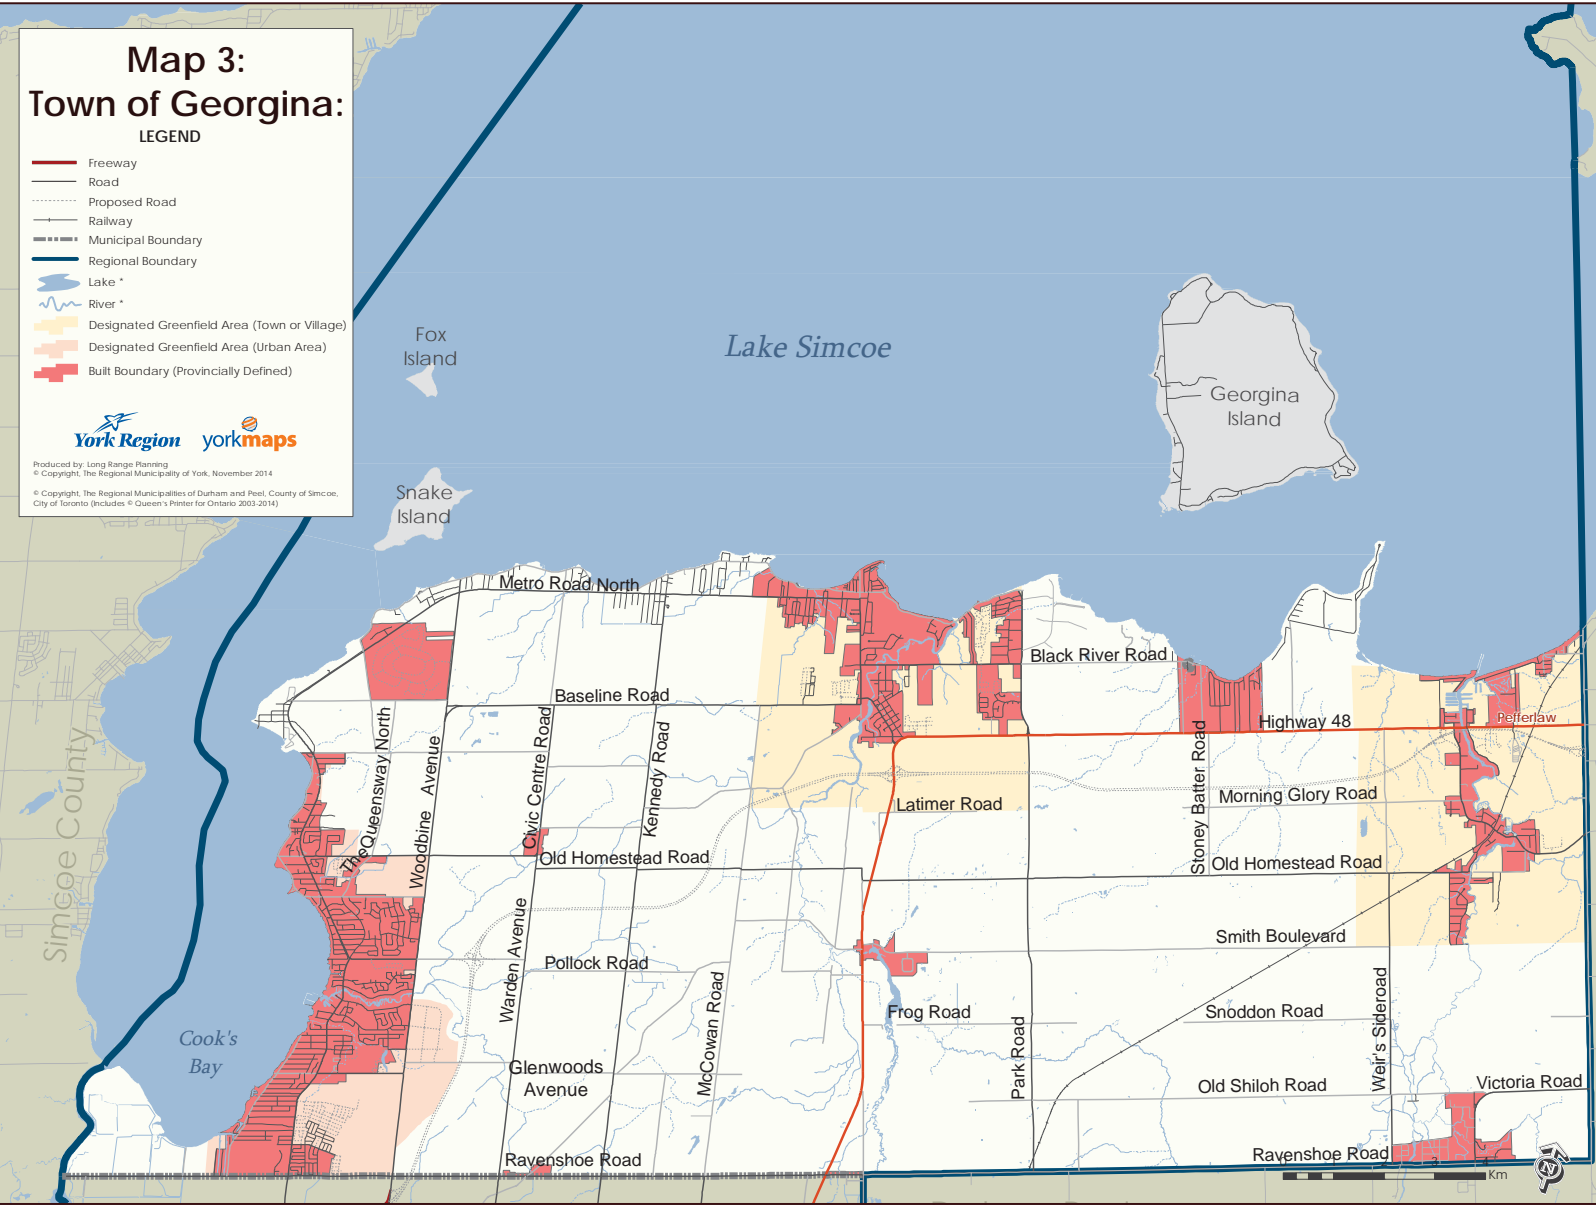 Map 3:
Town of Georgina:
LEGEND
Freeway
Road
Proposed Road
Railway
Municipal Boundary
Regional Boundary
Lake *
River *
Designated Greenfield Area (Town or Village)
Designated Greenfield Area (Urban Area)
Built Boundary (Provincially Defined)
York Region yorkmaps
Produced by: Long Range Planning
© Copyright, The Regional Municipality of York, November 2014
© Copyright, The Regional Municipalities of Durham and Peel, County of Simcoe,
City of Toronto (Includes © Queen's Printer for Ontario 2003-2014)
Fox
Island
Lake Simcoe
Georgina
Island
Snake
Island
Metro Road North
Black River Road
Baseline Road
Highway 48
Pefferlaw
Simcoe County
The Queensway North
Woodbine Avenue
Civic Centre Road
Kennedy Road
Stoney Batter Road
Latimer Road
Morning Glory Road
Old Homestead Road
Old Homestead Road
Warden Avenue
Smith Boulevard
Pollock Road
McCowan Road
Frog Road
Park Road
Snoddon Road
Weir's Sideroad
Cook's
Bay
Glenwoods
Avenue
Old Shiloh Road
Victoria Road
Ravenshoe Road
Ravenshoe Road
Km
N